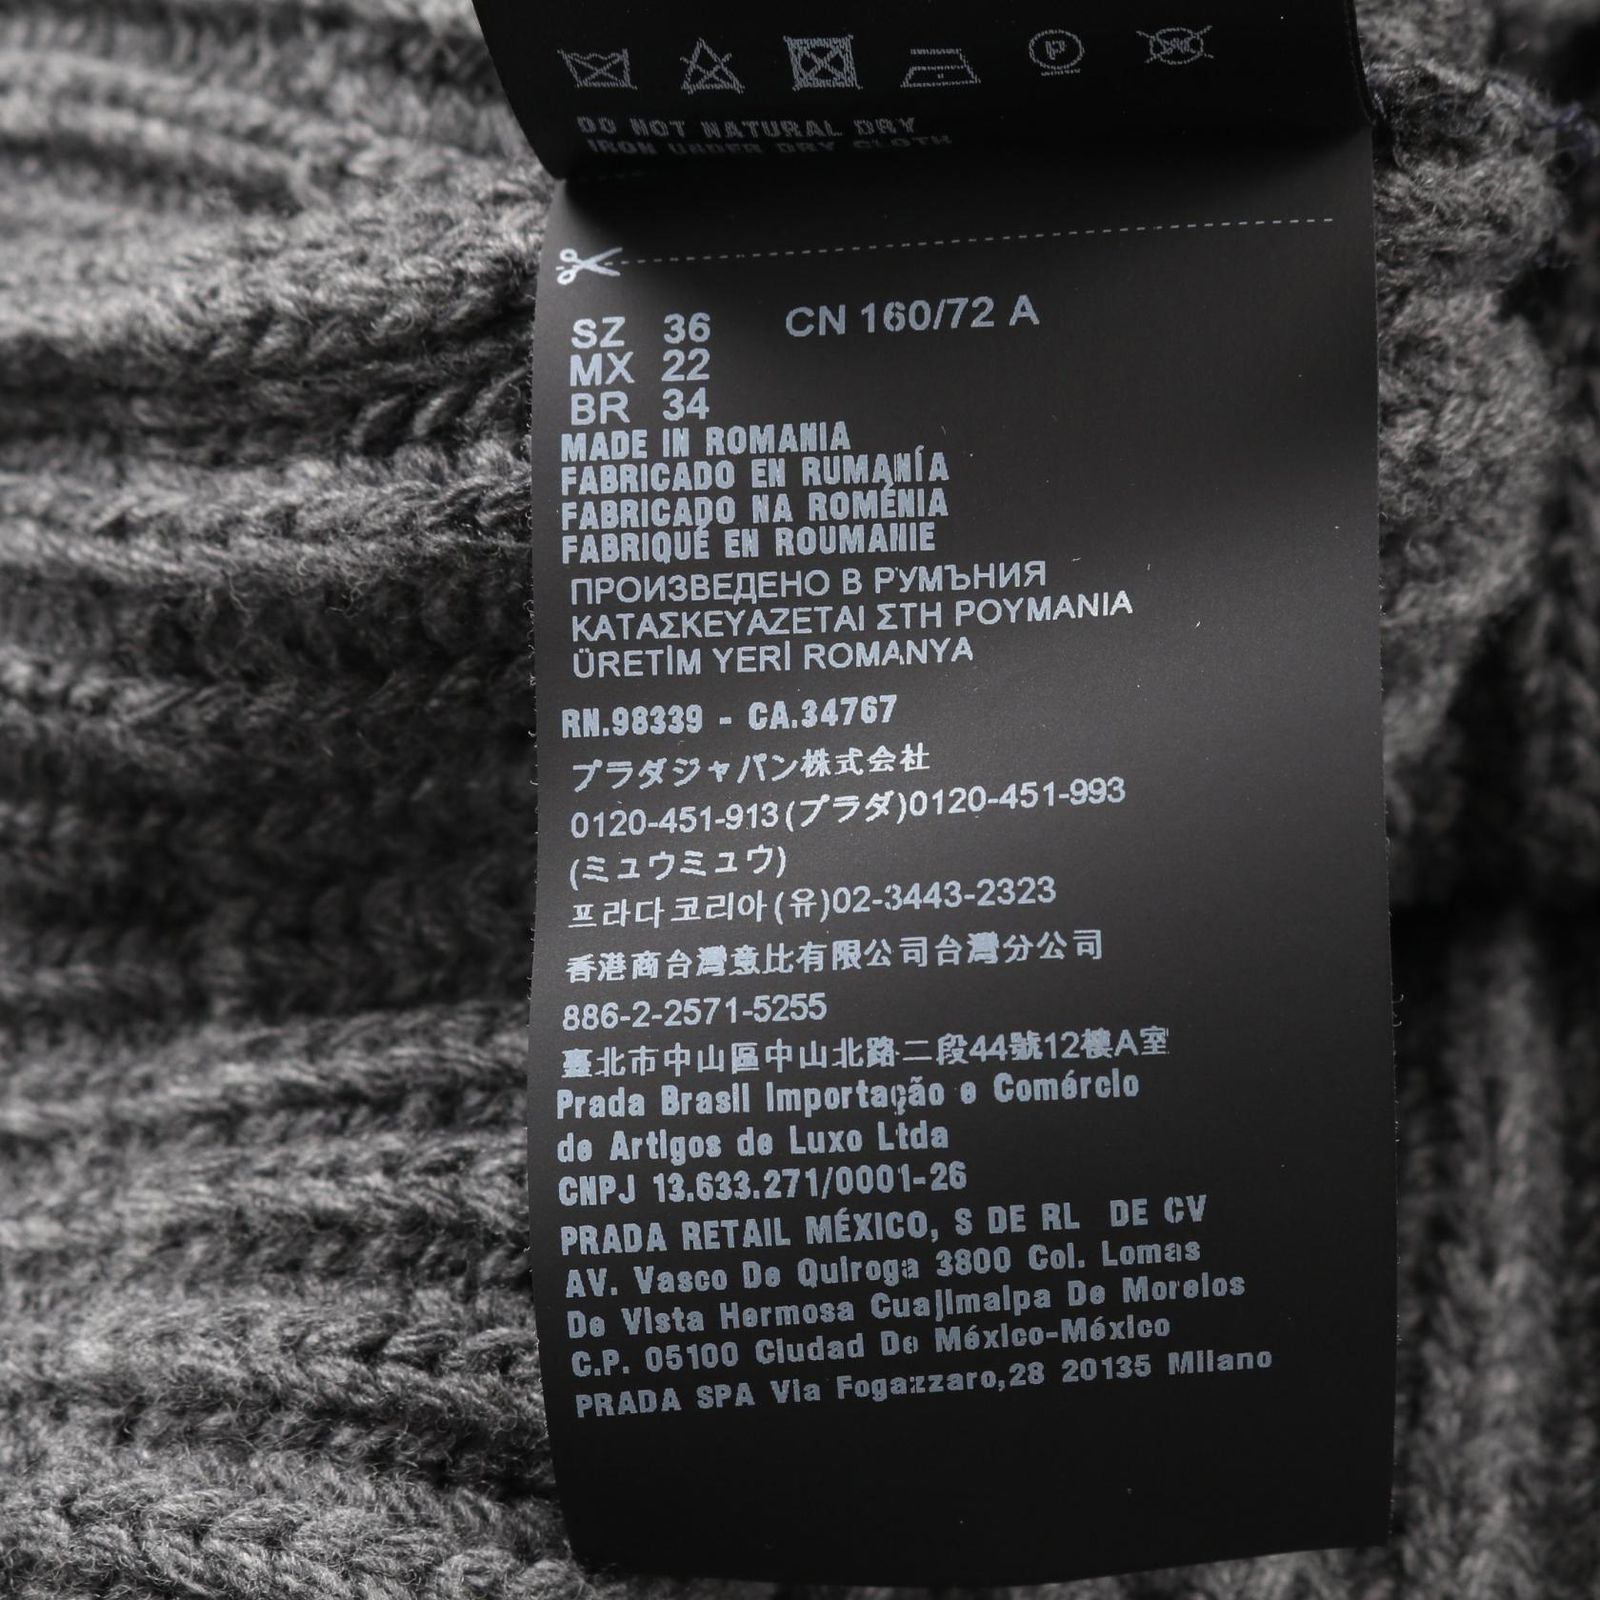 DO NOT NATURAL DRY
IRON UNDER DRY CLOTH
SZ 36 CN 160/72 A
MX 22
BR 34
MADE IN ROMANIA
FABRICADO EN RUMANÍA
FABRICADO NA ROMÉNIA
FABRIQUÉ EN ROUMANIE
ПРОИЗВЕДЕНО В РУМЪНИЯ
ΚΑΤΑΣΚΕΥΑΖΕΤΑΙ ΣΤΗ ΡΟΥΜΑΝΙΑ
ÜRETİM YERİ ROMANYA
RN.98339 - CA.34767
プラダジャパン株式会社
0120-451-913(プラダ)0120-451-993
(ミュウミュウ)
프라다코리아(유)02-3443-2323
香港商台灣意比有限公司台灣分公司
886-2-2571-5255
臺北市中山區中山北路二段44號12樓A室
Prada Brasil Importação e Comércio
de Artigos de Luxo Ltda
CNPJ 13.633.271/0001-26
PRADA RETAIL MÉXICO, S DE RL DE CV
AV. Vasco De Quiroga 3800 Col. Lomas
De Vista Hermosa Cuajimalpa De Morelos
C.P. 05100 Ciudad De México-México
PRADA SPA Via Fogazzaro,28 20135 Milano